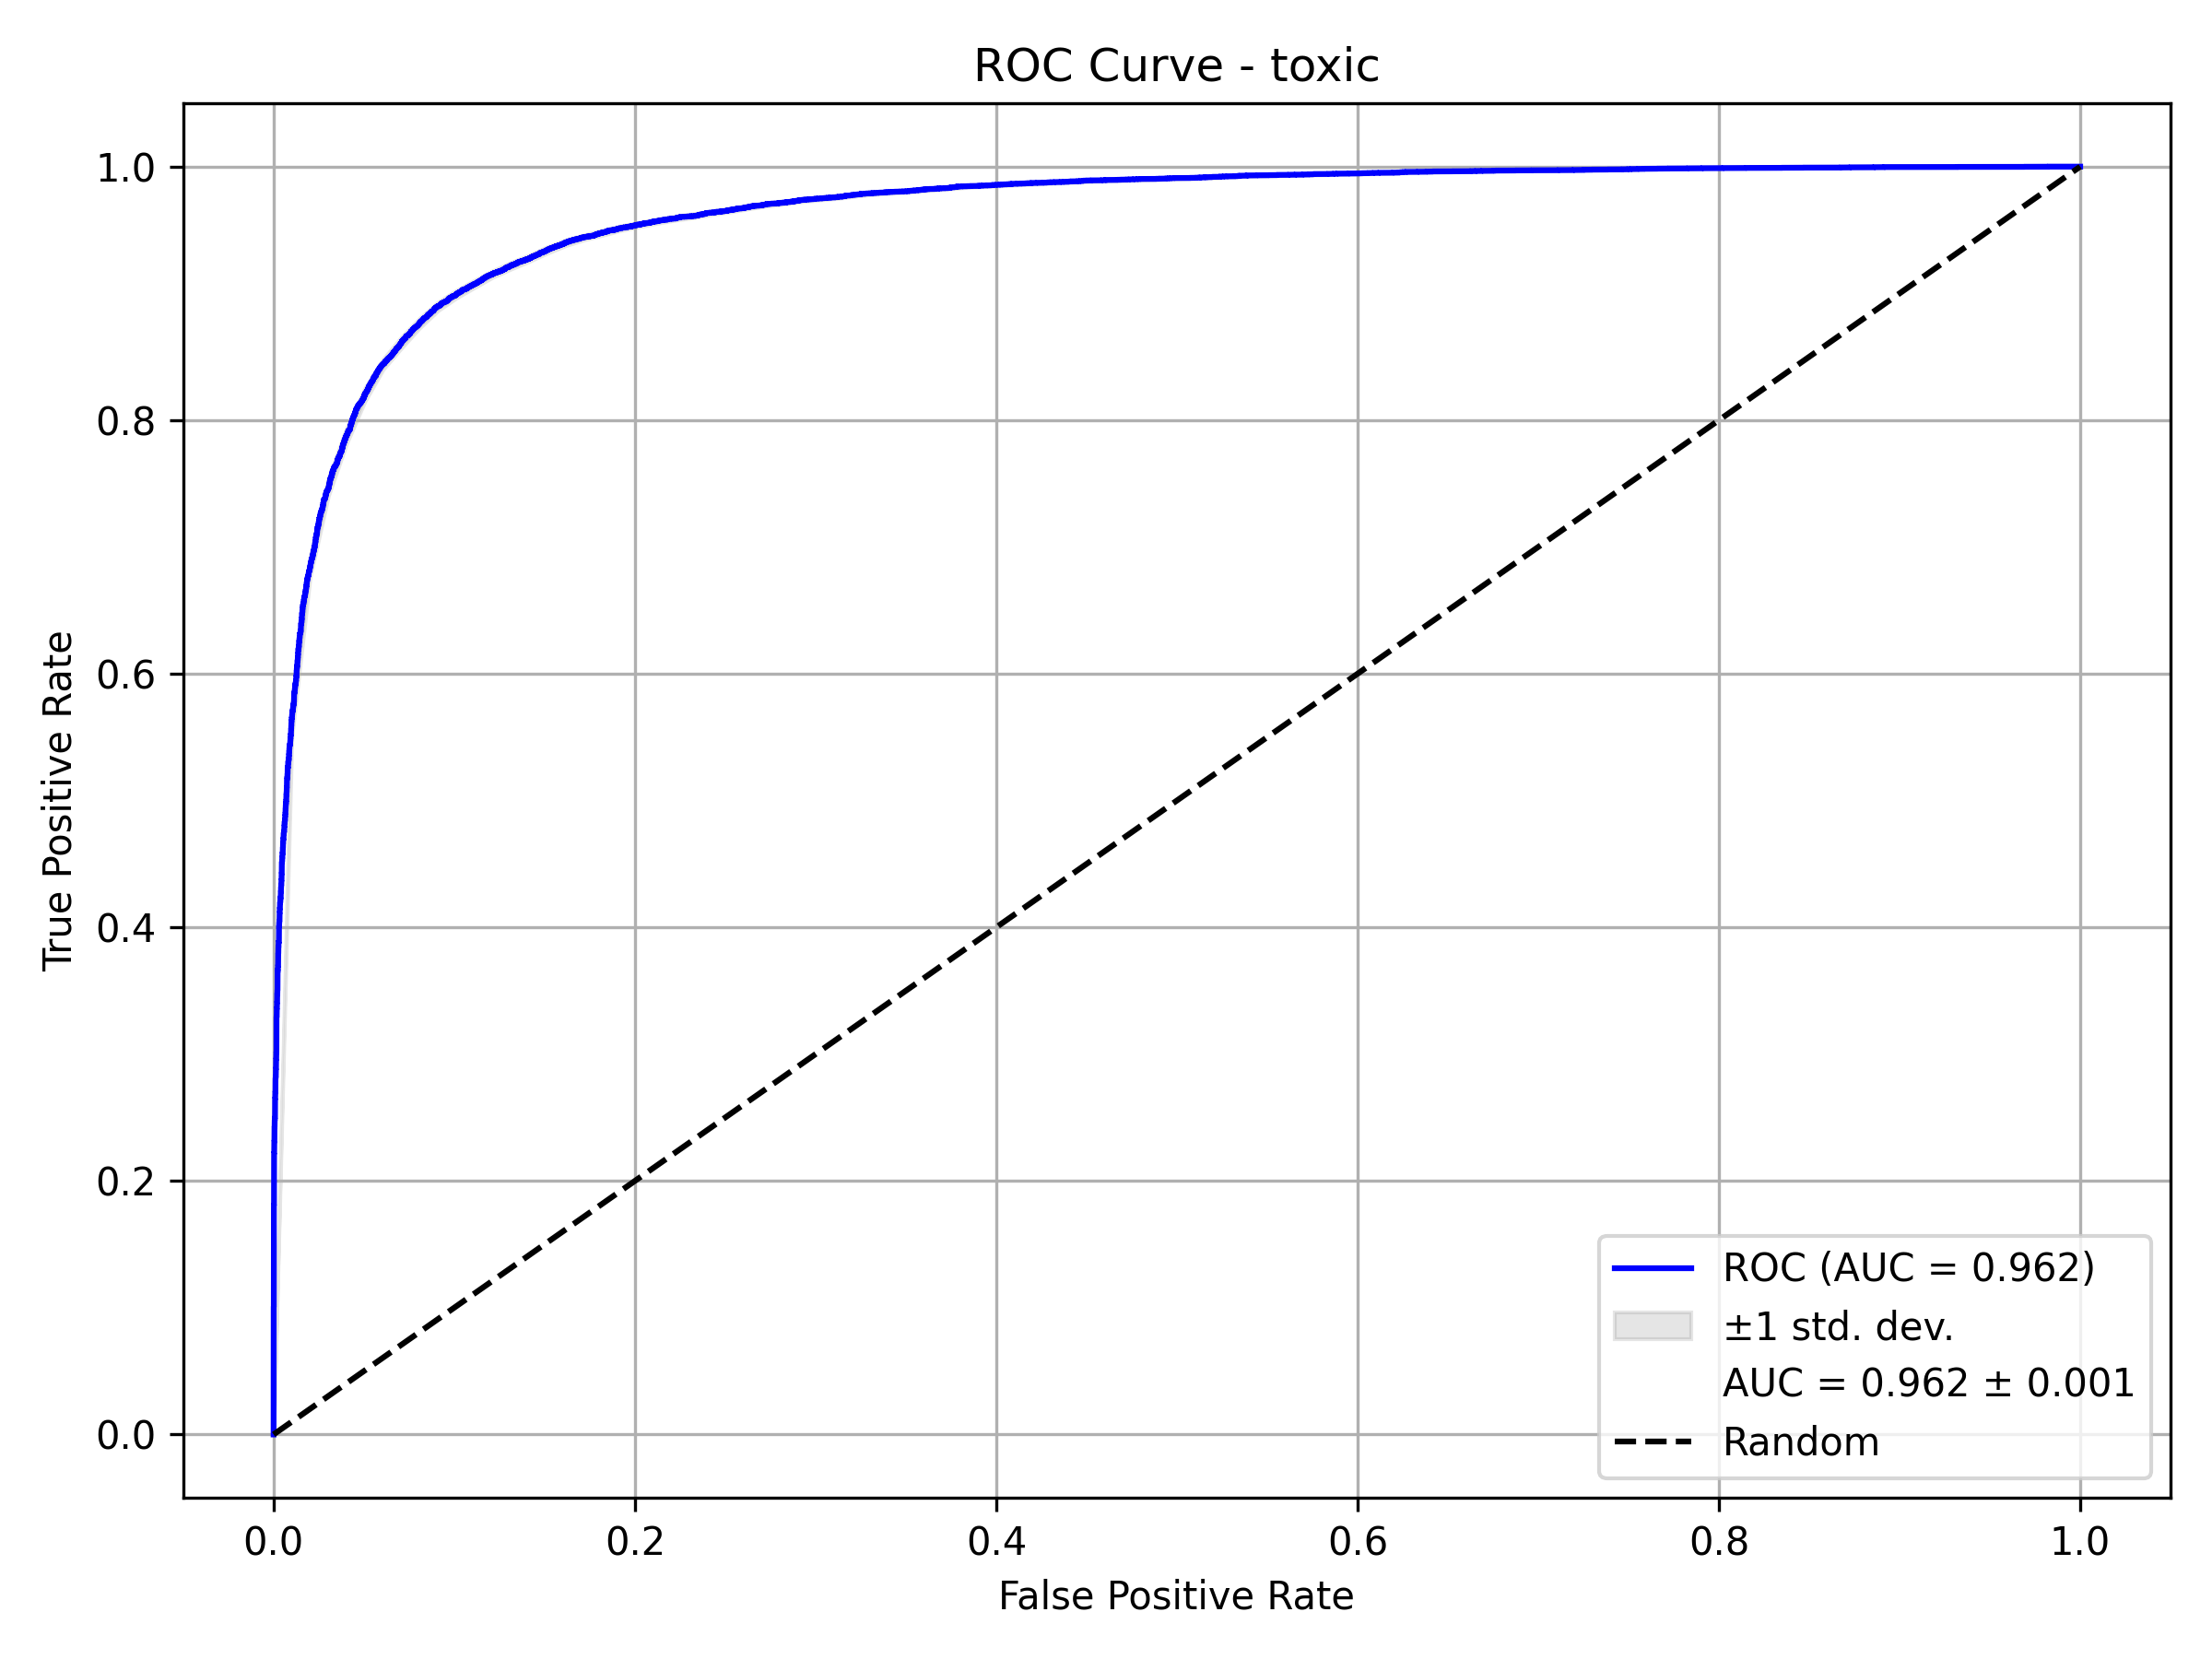 ROC Curve - toxic
True Positive Rate
1.0
0.8
0.6
0.4
0.2
0.0
0.0 0.2 0.4 0.6 0.8 1.0
False Positive Rate
ROC (AUC = 0.962)
±1 std. dev.
AUC = 0.962 ± 0.001
Random